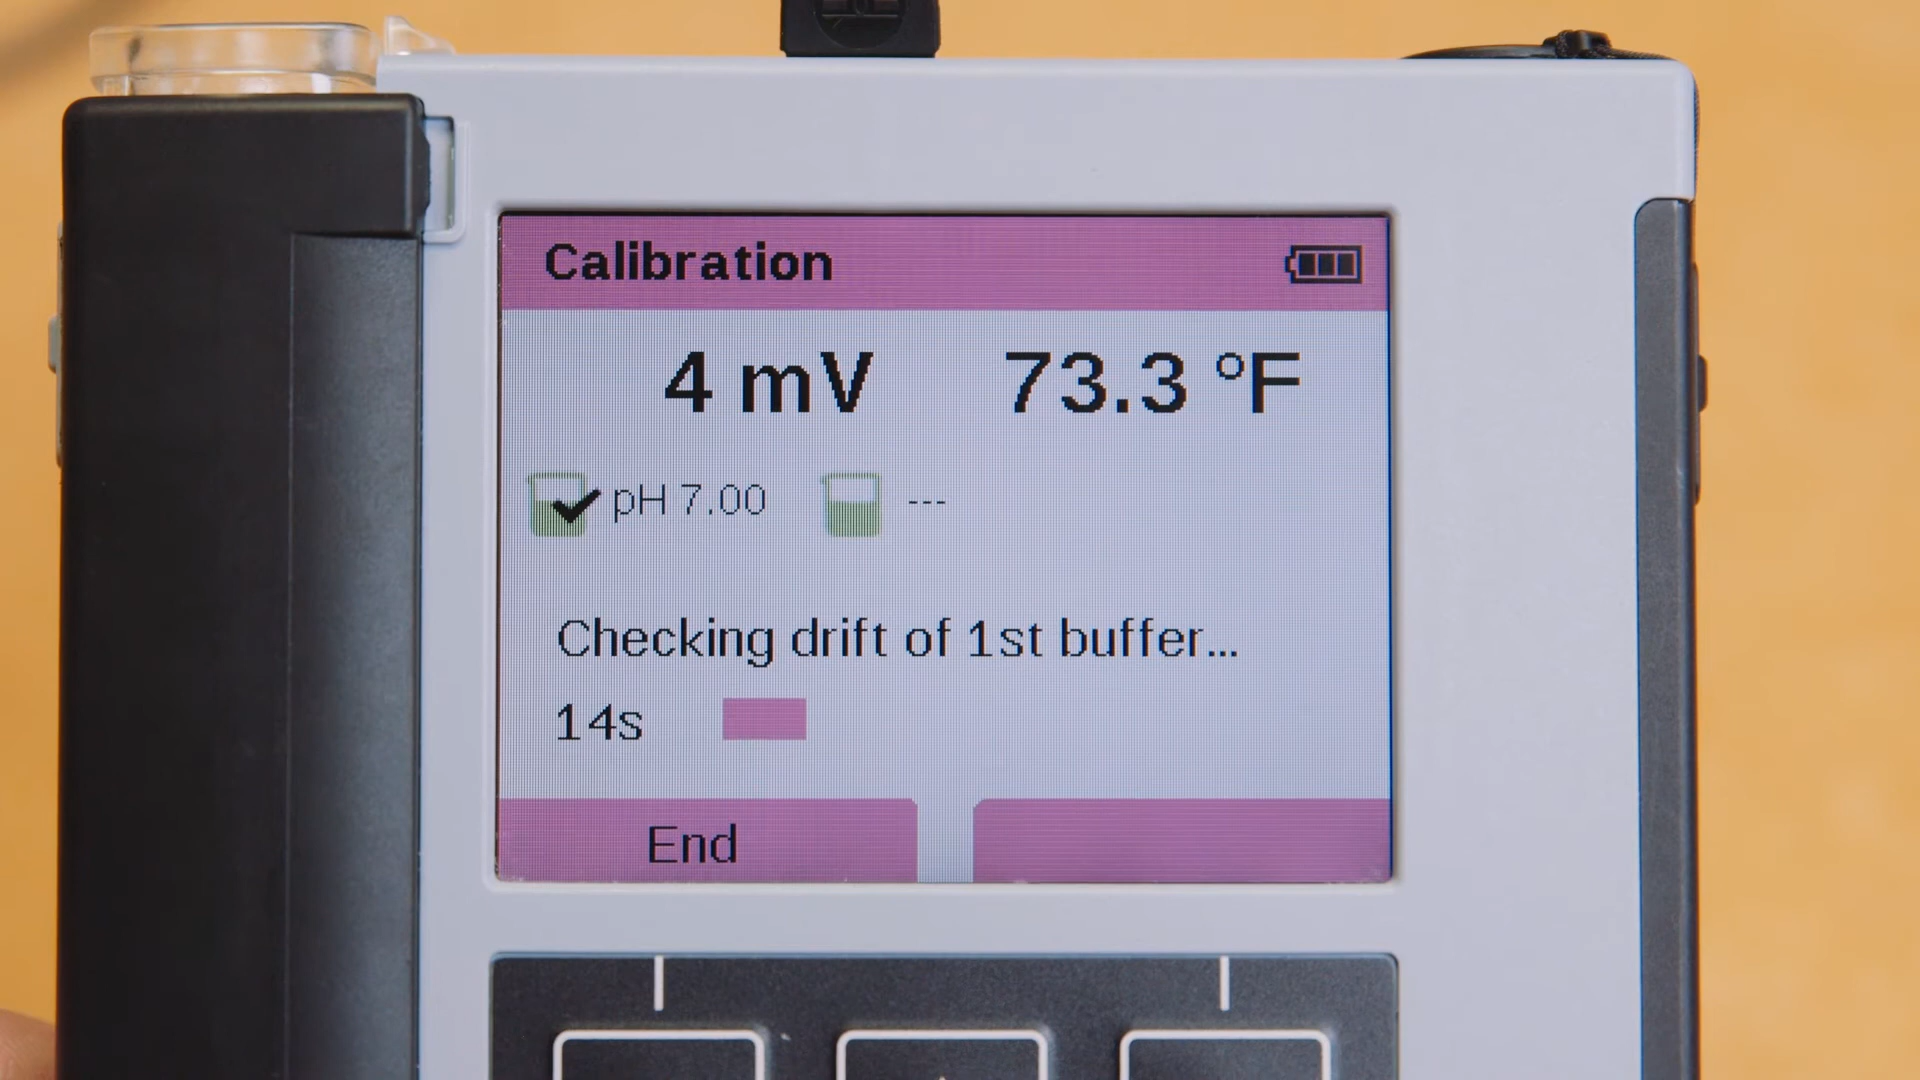 Calibration
4 mV 73.3 °F
pH 7.00 ---
Checking drift of 1st buffer...
14s
End